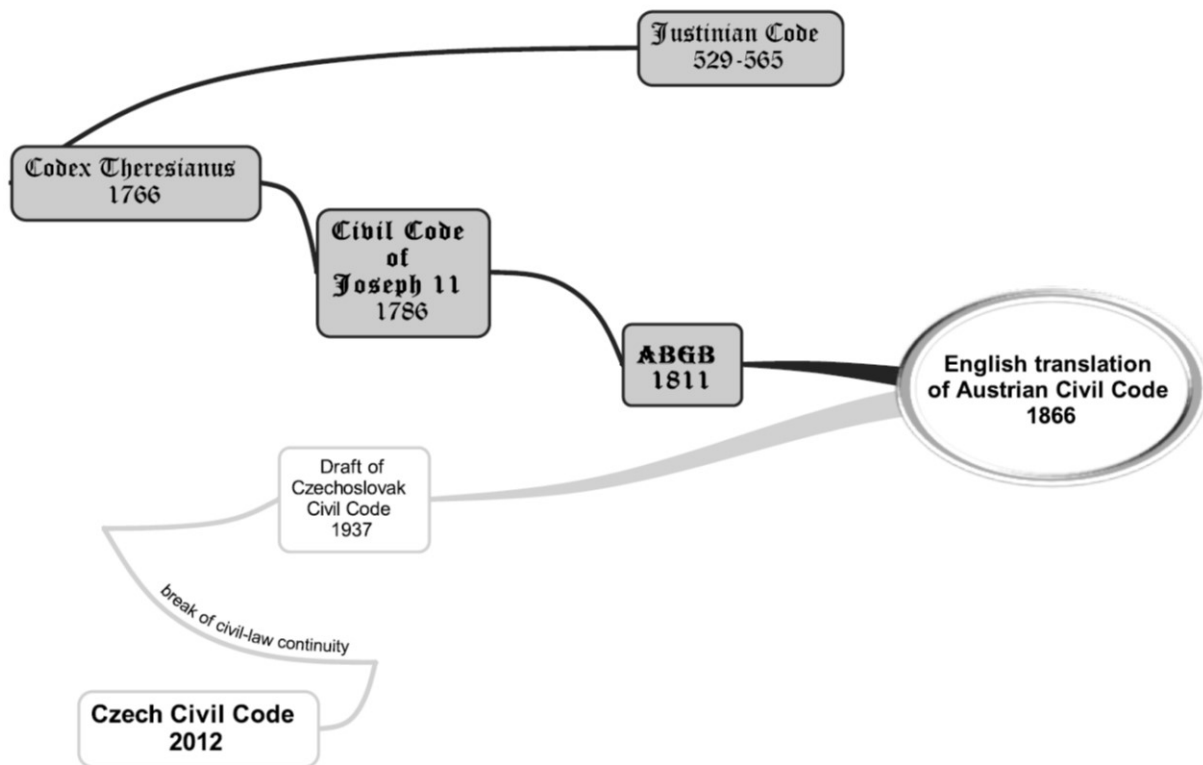 Justinian Code
529-565
Codex Theresianus
1766
Civil Code
of
Joseph 11
1786
ABGB
1811
English translation
of Austrian Civil Code
1866
Draft of
Czechoslovak
Civil Code
1937
break of civil-law continuity
Czech Civil Code
2012